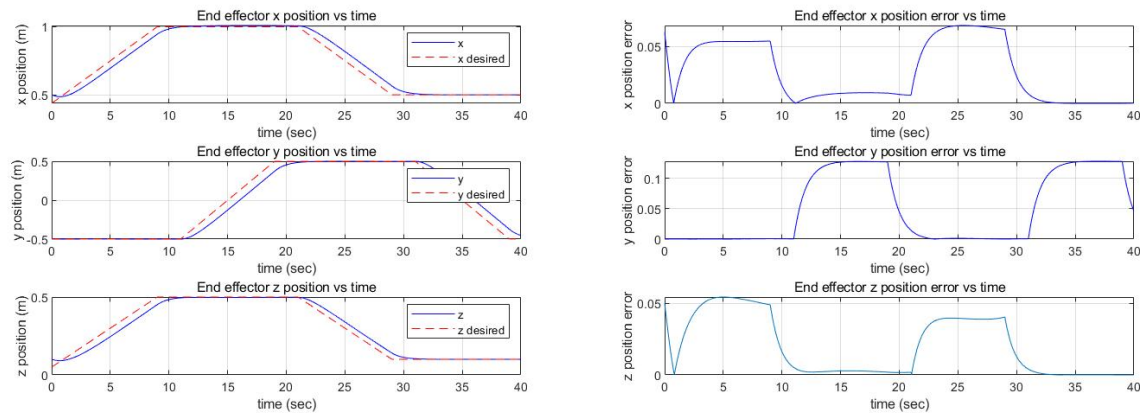 End effector x position vs time
x position (m)
1
0.5
x
x desired
0 5 10 15 20 25 30 35 40
time (sec)
End effector y position vs time
y position (m)
0.5
0
-0.5
y
y desired
0 5 10 15 20 25 30 35 40
time (sec)
End effector z position vs time
z position (m)
0.5
0
z
z desired
0 5 10 15 20 25 30 35 40
time (sec)
End effector x position error vs time
x position error
0.05
0
0 5 10 15 20 25 30 35 40
time (sec)
End effector y position error vs time
y position error
0.1
0.05
0
0 5 10 15 20 25 30 35 40
time (sec)
End effector z position error vs time
z position error
0.05
0
0 5 10 15 20 25 30 35 40
time (sec)